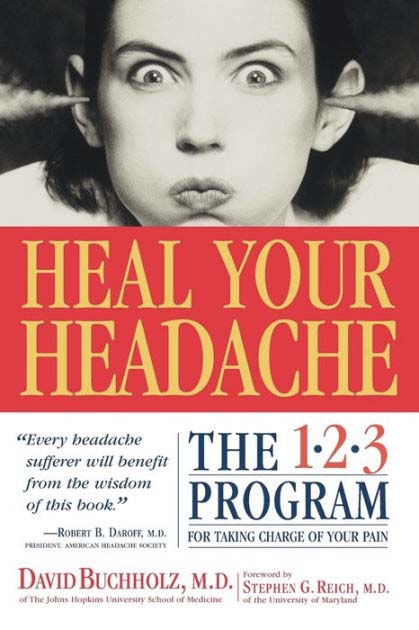 HEAL YOUR
HEADACHE
“Every headache
sufferer will benefit
from the wisdom
of this book.”
—ROBERT B. DAROFF, M.D.
PRESIDENT, AMERICAN HEADACHE SOCIETY
THE 1·2·3
PROGRAM
FOR TAKING CHARGE OF YOUR PAIN
DAVID BUCHHOLZ, M.D.
of The Johns Hopkins University School of Medicine
Foreword by
STEPHEN G. REICH, M.D.
of the University of Maryland